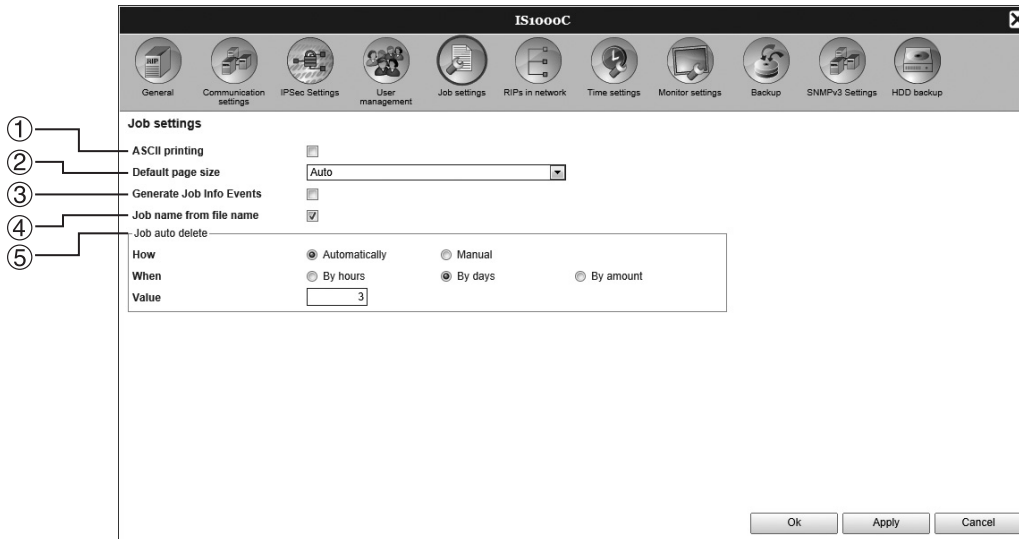 IS1000C
RIP
General
Communication
settings
IPSec Settings
User
management
Job settings
RIPs in network
Time settings
Monitor settings
Backup
SNMPv3 Settings
HDD backup
Job settings
1 ASCII printing
2 Default page size Auto
3 Generate Job Info Events
4 Job name from file name
5 Job auto delete
How Automatically Manual
When By hours By days By amount
Value 3
Ok Apply Cancel